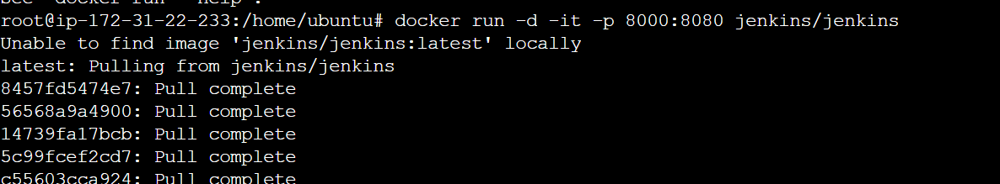 see 'docker run --help'.
root@ip-172-31-22-233:/home/ubuntu# docker run -d -it -p 8000:8080 jenkins/jenkins
Unable to find image 'jenkins/jenkins:latest' locally
latest: Pulling from jenkins/jenkins
8457fd5474e7: Pull complete
56568a9a4900: Pull complete
14739fa17bcb: Pull complete
5c99fcef2cd7: Pull complete
c55603cca924: Pull complete